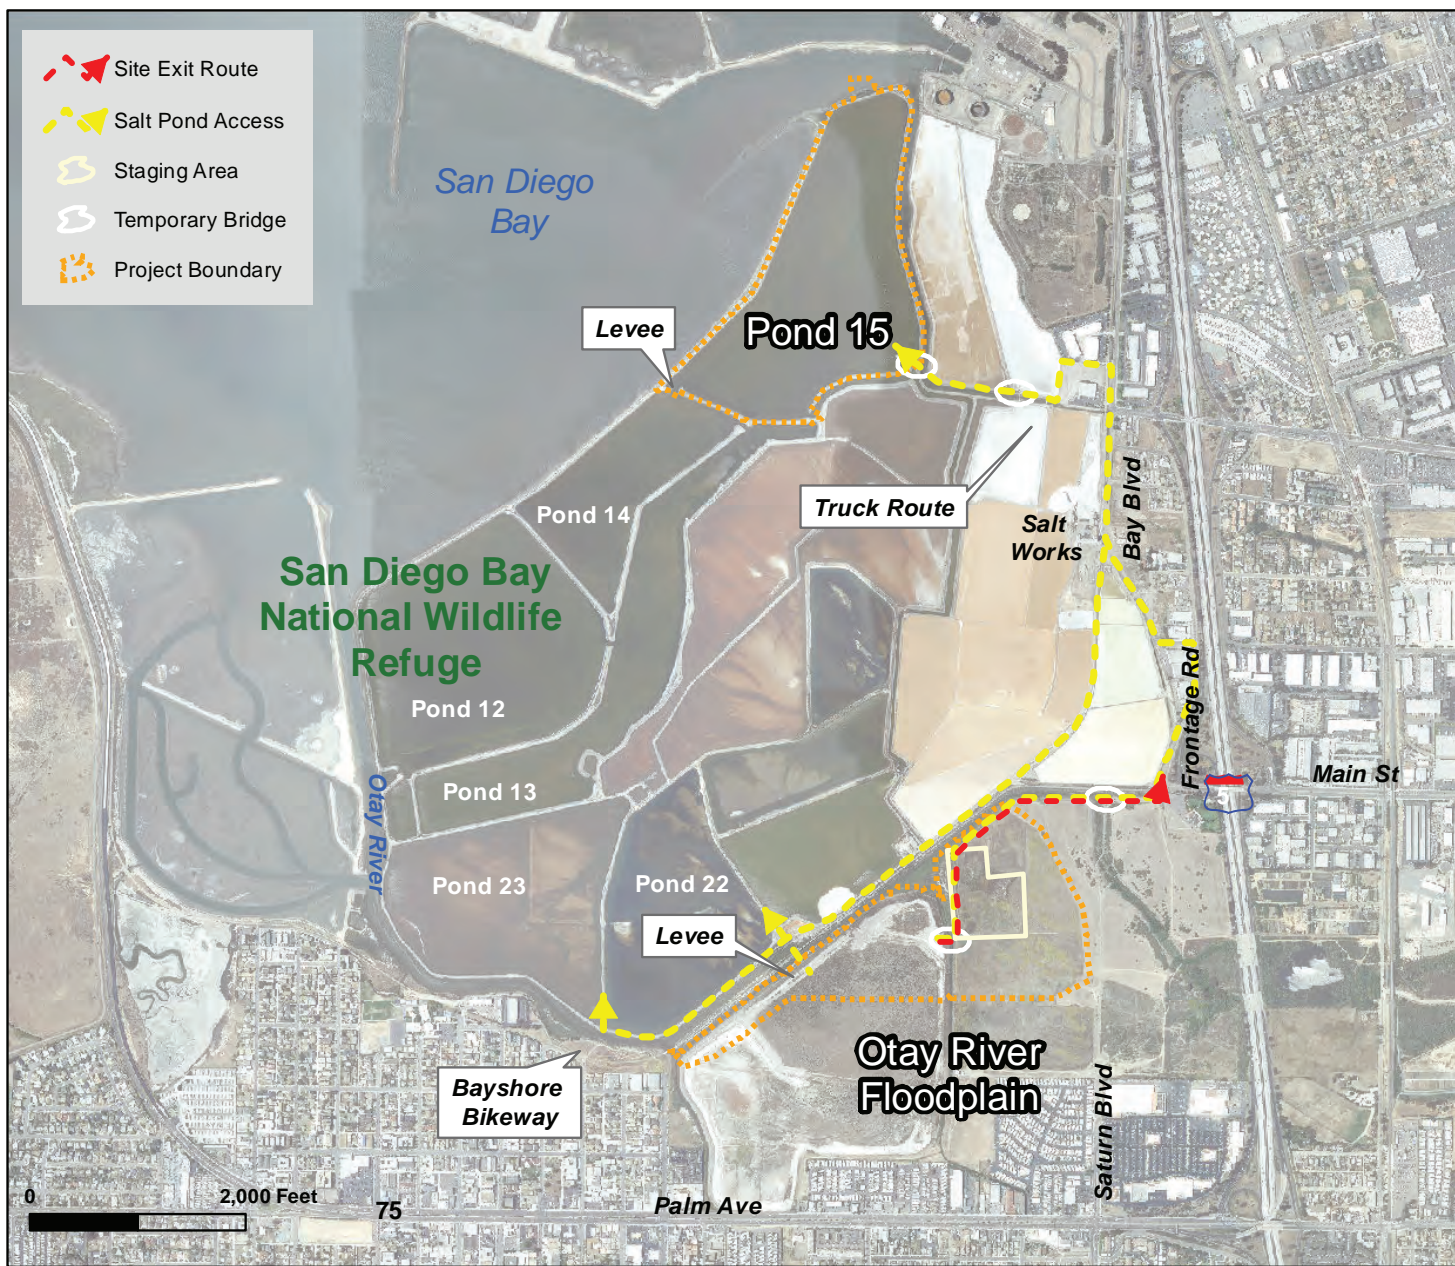 Site Exit Route
Salt Pond Access
Staging Area
Temporary Bridge
Project Boundary
San Diego
Bay
Levee
Pond 15
Truck Route
Salt
Works
Bay Blvd
Pond 14
San Diego Bay
National Wildlife
Refuge
Pond 12
Frontage Rd
Pond 13
Otay River
Main St
5
Pond 23
Pond 22
Levee
Otay River
Floodplain
Bayshore
Bikeway
Saturn Blvd
0
2,000 Feet
75
Palm Ave